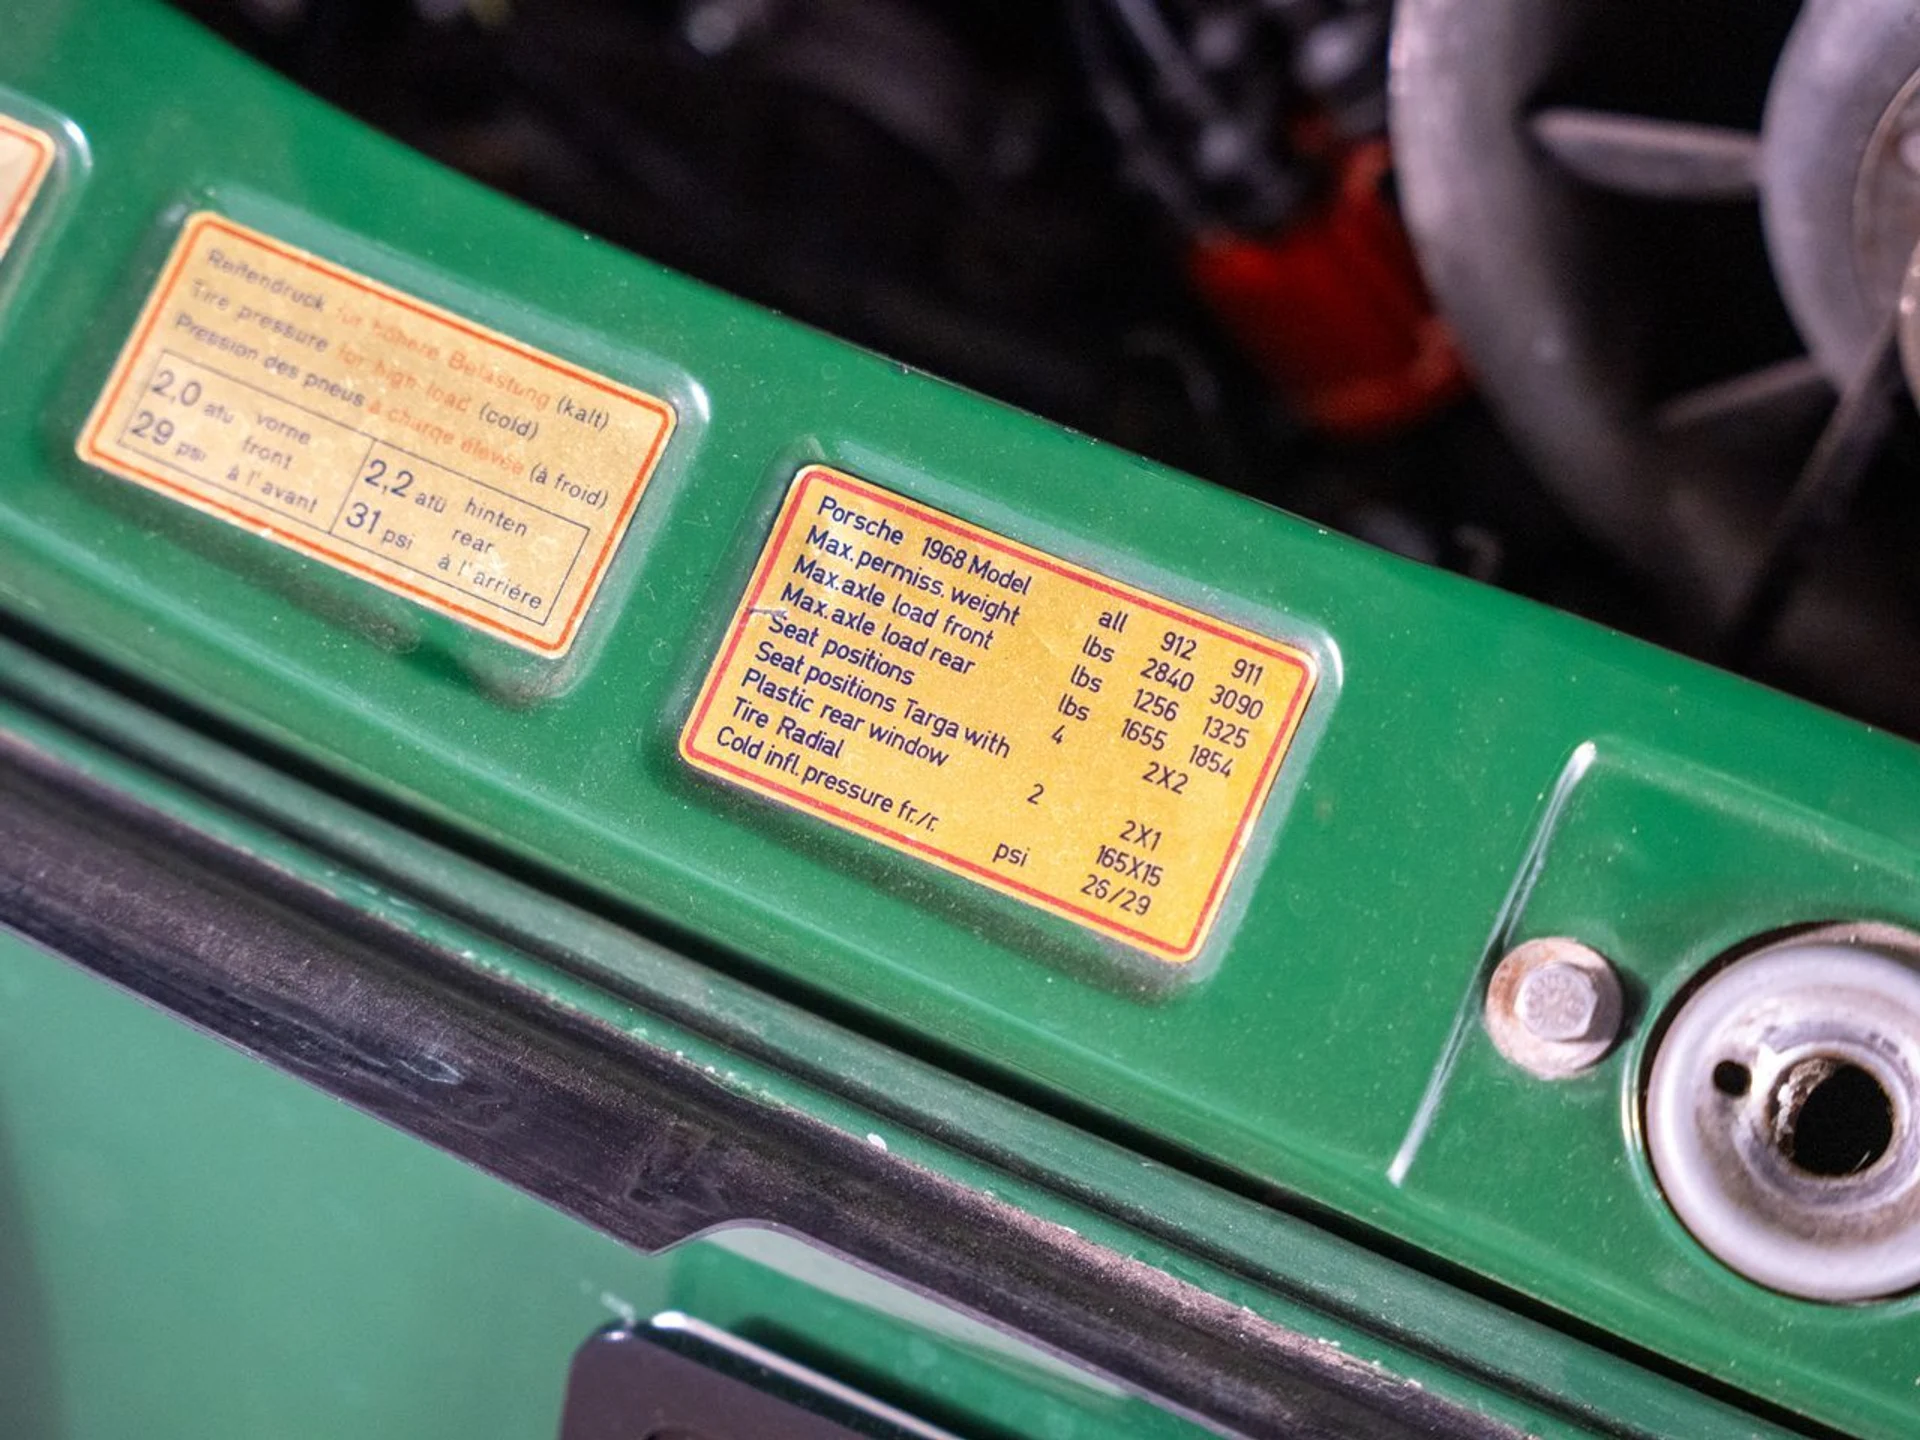 Reifendruck für höhere Belastung (kalt)
Tire pressure for high load (cold)
Pression des pneus à charge élevée (à froid)
2,0 atü vorne
29 psi front
à l'avant
2,2 atü hinten
31 psi rear
à l'arriére
Porsche 1968 Model all 912 911
Max. permiss. weight lbs 2840 3090
Max. axle load front lbs 1256 1325
Max. axle load rear lbs 1655 1854
Seat positions 4 2X2
Seat positions Targa with
Plastic rear window 2 2X1
Tire Radial 165X15
Cold infl. pressure fr./r. psi 26/29